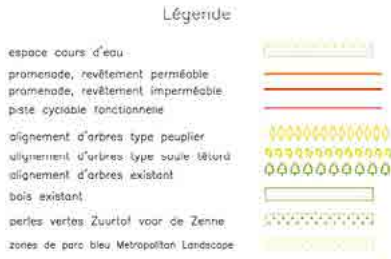 Légende
espace cours d'eau
promenade, revêtement perméable
promenade, revêtement imperméable
piste cyclable fonctionnelle
alignement d'arbres type peuplier
alignement d'arbres type saule têtard
alignement d'arbres existant
bois existant
perles vertes Zuurtof voor de Zenne
zones de parc bleu Metropolitan Landscape